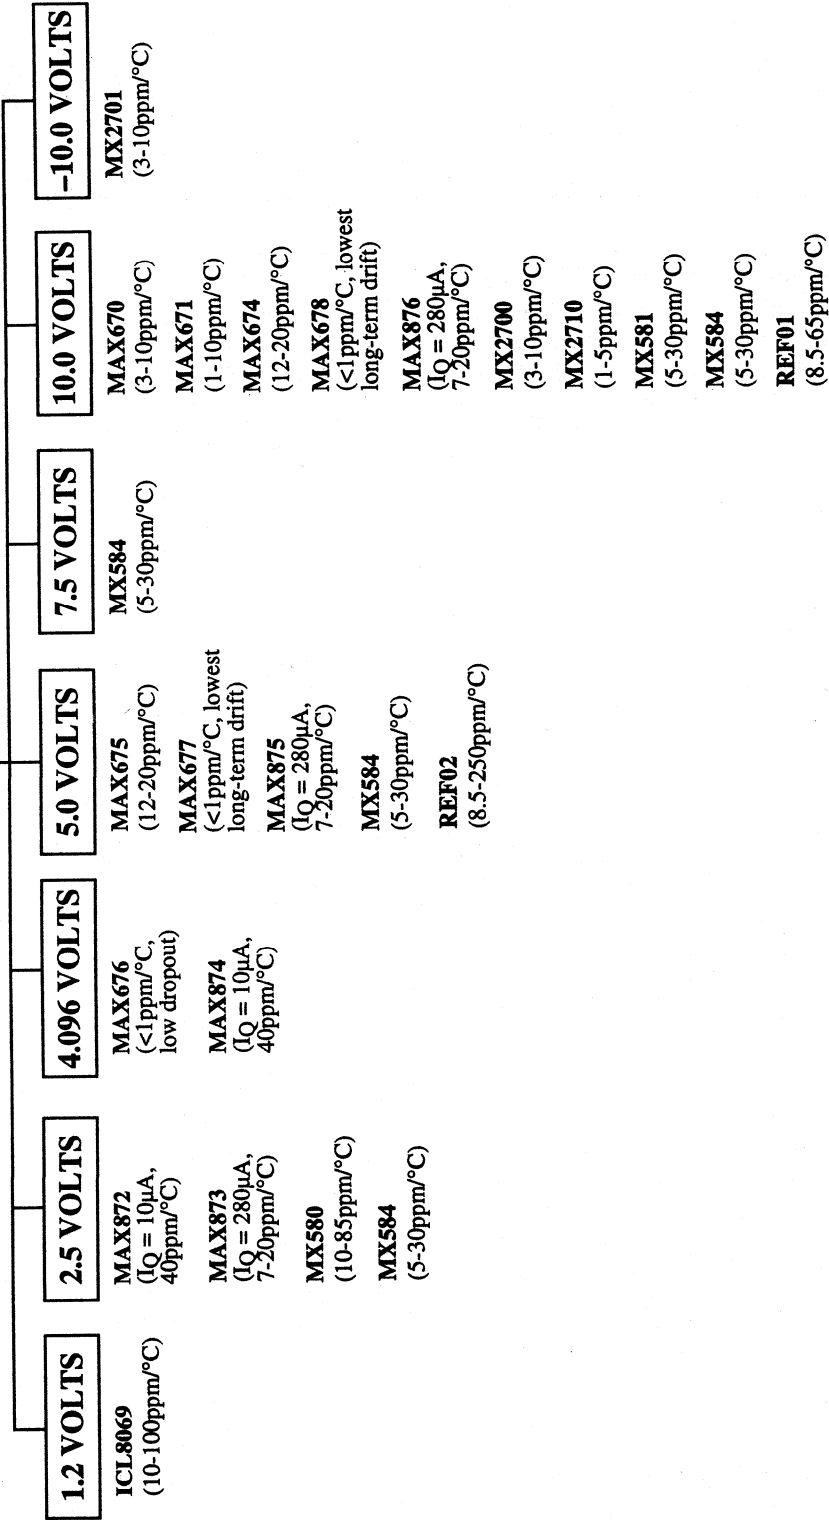 1.2 VOLTS
ICL8069
(10-100ppm/°C)
2.5 VOLTS
MAX872
(IQ = 10µA,
40ppm/°C)
MAX873
(IQ = 280µA,
7-20ppm/°C)
MX580
(10-85ppm/°C)
MX584
(5-30ppm/°C)
4.096 VOLTS
MAX676
(<1ppm/°C,
low dropout)
MAX874
(IQ = 10µA,
40ppm/°C)
5.0 VOLTS
MAX675
(12-20ppm/°C)
MAX677
(<1ppm/°C, lowest
long-term drift)
MAX875
(IQ = 280µA,
7-20ppm/°C)
MX584
(5-30ppm/°C)
REF02
(8.5-250ppm/°C)
7.5 VOLTS
MX584
(5-30ppm/°C)
10.0 VOLTS
MAX670
(3-10ppm/°C)
MAX671
(1-10ppm/°C)
MAX674
(12-20ppm/°C)
MAX678
(<1ppm/°C, lowest
long-term drift)
MAX876
(IQ = 280µA,
7-20ppm/°C)
MX2700
(3-10ppm/°C)
MX2710
(1-5ppm/°C)
MX581
(5-30ppm/°C)
MX584
(5-30ppm/°C)
REF01
(8.5-65ppm/°C)
–10.0 VOLTS
MX2701
(3-10ppm/°C)